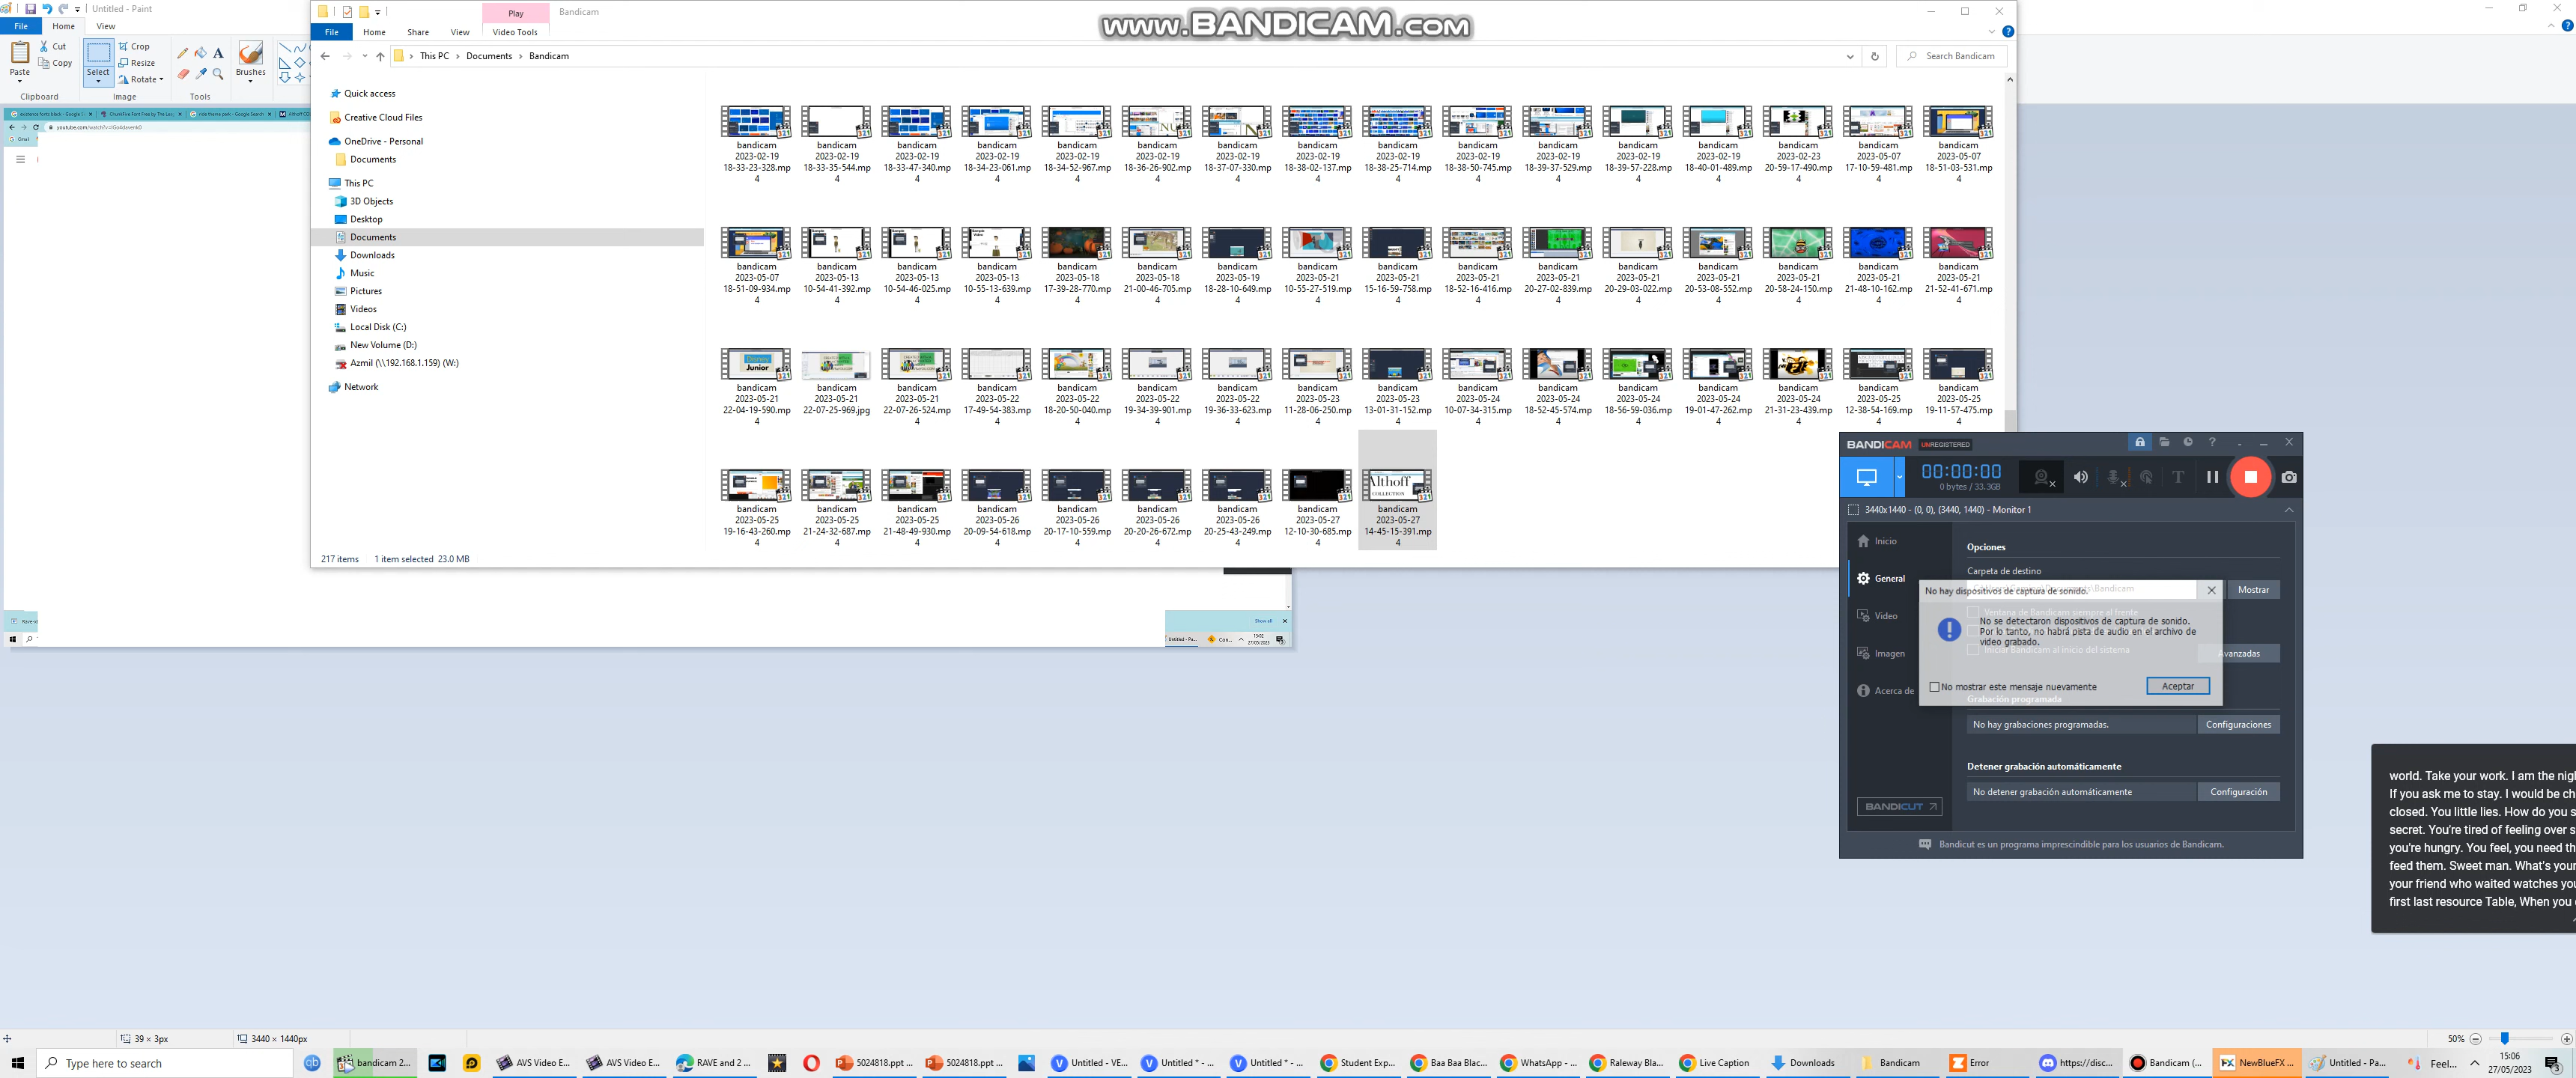 Untitled - Paint
File Home View
Paste
Cut
Copy
Clipboard
Select
Crop
Resize
Rotate
Image
Tools
Brushes
Play Bandicam
File Home Share View Video Tools
www.BANDICAM.com
This PC > Documents > Bandicam
Search Bandicam
Quick access
Creative Cloud Files
OneDrive - Personal
Documents
This PC
3D Objects
Desktop
Documents
Downloads
Music
Pictures
Videos
Local Disk (C:)
New Volume (D:)
Azmil (\\192.168.1.159) (W:)
Network
bandicam 2023-02-19 18-33-23-328.mp4
bandicam 2023-02-19 18-33-35-544.mp4
bandicam 2023-02-19 18-33-47-340.mp4
bandicam 2023-02-19 18-34-23-061.mp4
bandicam 2023-02-19 18-34-52-967.mp4
bandicam 2023-02-19 18-36-26-902.mp4
bandicam 2023-02-19 18-37-07-330.mp4
bandicam 2023-02-19 18-38-02-137.mp4
bandicam 2023-02-19 18-38-25-714.mp4
bandicam 2023-02-19 18-38-50-745.mp4
bandicam 2023-02-19 18-39-37-529.mp4
bandicam 2023-02-19 18-39-57-228.mp4
bandicam 2023-02-19 18-40-01-489.mp4
bandicam 2023-02-23 20-59-17-490.mp4
bandicam 2023-05-07 17-10-59-481.mp4
bandicam 2023-05-07 18-51-03-531.mp4
bandicam 2023-05-07 18-51-09-934.mp4
bandicam 2023-05-13 10-54-41-392.mp4
bandicam 2023-05-13 10-54-46-025.mp4
bandicam 2023-05-13 10-55-13-639.mp4
bandicam 2023-05-18 17-39-28-770.mp4
bandicam 2023-05-18 21-00-46-705.mp4
bandicam 2023-05-19 18-28-10-649.mp4
bandicam 2023-05-21 10-55-27-519.mp4
bandicam 2023-05-21 15-16-59-758.mp4
bandicam 2023-05-21 18-52-16-416.mp4
bandicam 2023-05-21 20-27-02-839.mp4
bandicam 2023-05-21 20-29-03-022.mp4
bandicam 2023-05-21 20-53-08-552.mp4
bandicam 2023-05-21 20-58-24-150.mp4
bandicam 2023-05-21 21-48-10-162.mp4
bandicam 2023-05-21 21-52-41-671.mp4
bandicam 2023-05-21 22-04-19-590.mp4
bandicam 2023-05-21 22-07-25-969.jpg
bandicam 2023-05-21 22-07-26-524.mp4
bandicam 2023-05-22 17-49-54-383.mp4
bandicam 2023-05-22 18-20-50-040.mp4
bandicam 2023-05-22 19-34-39-901.mp4
bandicam 2023-05-22 19-36-33-623.mp4
bandicam 2023-05-23 11-28-06-250.mp4
bandicam 2023-05-23 13-01-31-152.mp4
bandicam 2023-05-24 10-07-34-315.mp4
bandicam 2023-05-24 18-52-45-574.mp4
bandicam 2023-05-24 18-56-59-036.mp4
bandicam 2023-05-24 19-01-47-262.mp4
bandicam 2023-05-24 21-31-23-439.mp4
bandicam 2023-05-25 12-38-54-169.mp4
bandicam 2023-05-25 19-11-57-475.mp4
bandicam 2023-05-25 19-16-43-260.mp4
bandicam 2023-05-25 21-24-32-687.mp4
bandicam 2023-05-25 21-48-49-930.mp4
bandicam 2023-05-26 20-09-54-618.mp4
bandicam 2023-05-26 20-17-10-559.mp4
bandicam 2023-05-26 20-20-26-672.mp4
bandicam 2023-05-26 20-25-43-249.mp4
bandicam 2023-05-27 12-10-30-685.mp4
Althoff COLLECTION
bandicam 2023-05-27 14-45-15-391.mp4
217 items 1 item selected 23.0 MB
BANDICAM UNREGISTERED
00:00:00
0 bytes / 33.3GB
3440x1440 - (0, 0), (3440, 1440) - Monitor 1
Inicio
General
Video
Imagen
Acerca de
BANDICUT
Opciones
Carpeta de destino
Mostrar
No hay dispositivos de captura de sonido.
Ventana de Bandicam siempre al frente
No se detectaron dispositivos de captura de sonido.
Por lo tanto, no habrá pista de audio en el archivo de
video grabado.
Iniciar Bandicam al inicio del sistema
Avanzadas
No mostrar este mensaje nuevamente
Aceptar
Grabación programada
No hay grabaciones programadas.
Configuraciones
Detener grabación automáticamente
No detener grabación automáticamente
Configuración
Bandicut es un programa imprescindible para los usuarios de Bandicam.
world. Take your work. I am the nigh
If you ask me to stay. I would be ch
closed. You little lies. How do you s
secret. You're tired of feeling over s
you're hungry. You feel, you need th
feed them. Sweet man. What's your
your friend who waited watches you
first last resource Table, When you
39 × 3px 3440 × 1440px
50%
Type here to search
bandicam 2...
AVS Video E...
AVS Video E...
RAVE and 2 ...
5024818.ppt ...
5024818.ppt ...
Untitled - VE...
Untitled * - ...
Untitled * - ...
Student Exp...
Baa Baa Blac...
WhatsApp - ...
Raleway Bla...
Live Caption
Downloads
Bandicam
Error
https://disc...
Bandicam (...
NewBlueFX ...
Untitled - Pa...
Feel...
15:06
27/05/2023